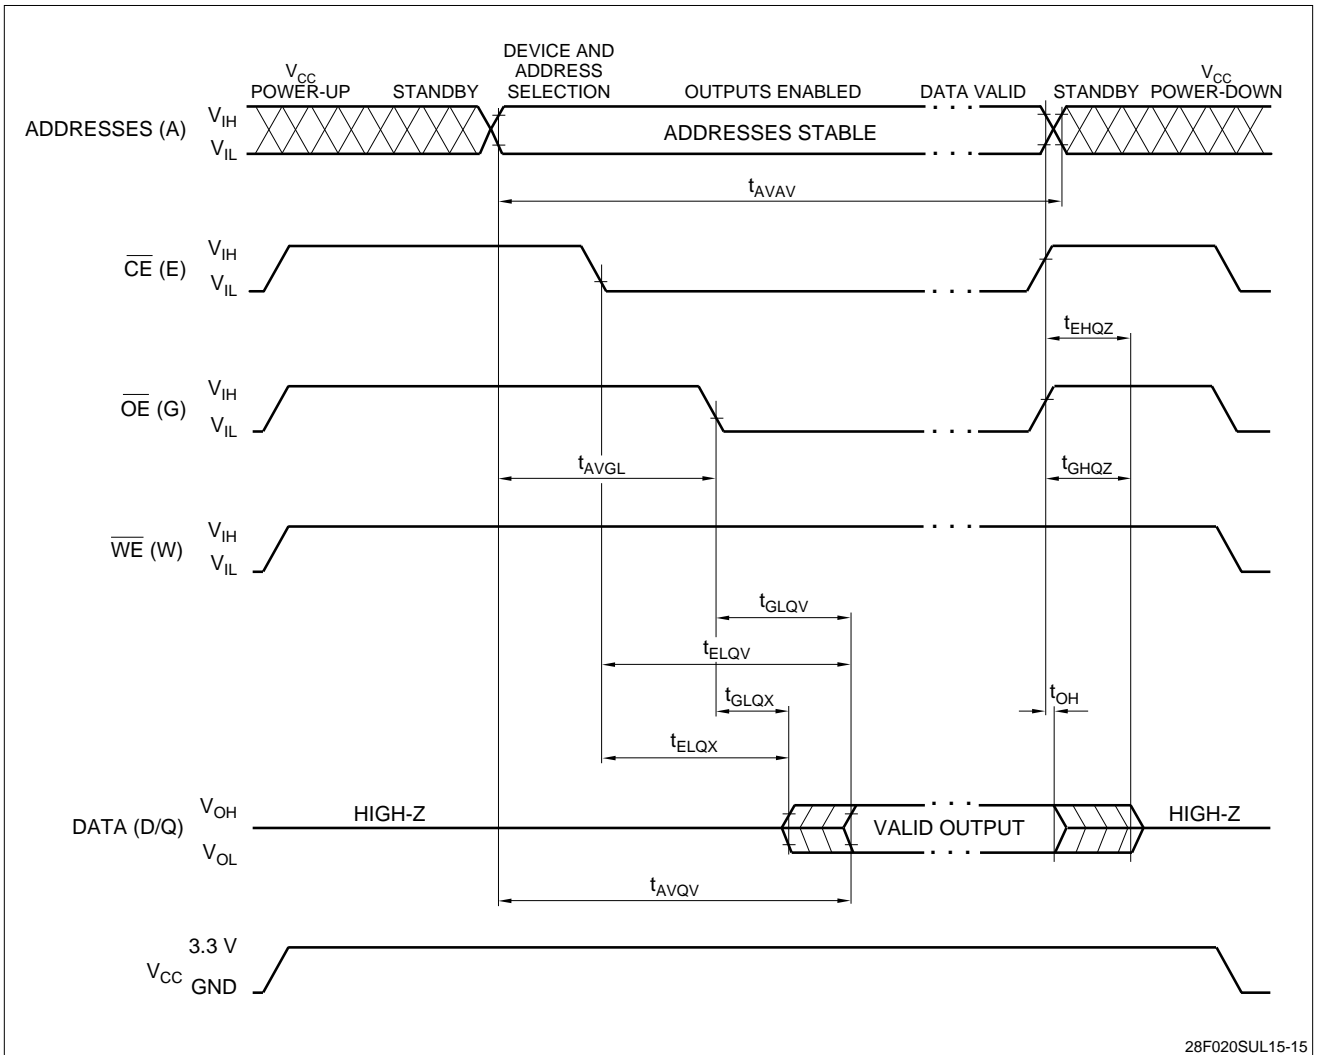 DEVICE AND
ADDRESS
SELECTION
VCC
POWER-UP
STANDBY
OUTPUTS ENABLED
DATA VALID
STANDBY
VCC
POWER-DOWN
ADDRESSES (A)
VIH
VIL
ADDRESSES STABLE
tAVAV
CE (E)
VIH
VIL
tEHQZ
OE (G)
VIH
VIL
tAVGL
tGHQZ
WE (W)
VIH
VIL
tGLQV
tELQV
tGLQX
tOH
tELQX
DATA (D/Q)
VOH
VOL
HIGH-Z
VALID OUTPUT
HIGH-Z
tAVQV
3.3 V
VCC
GND
28F020SUL15-15